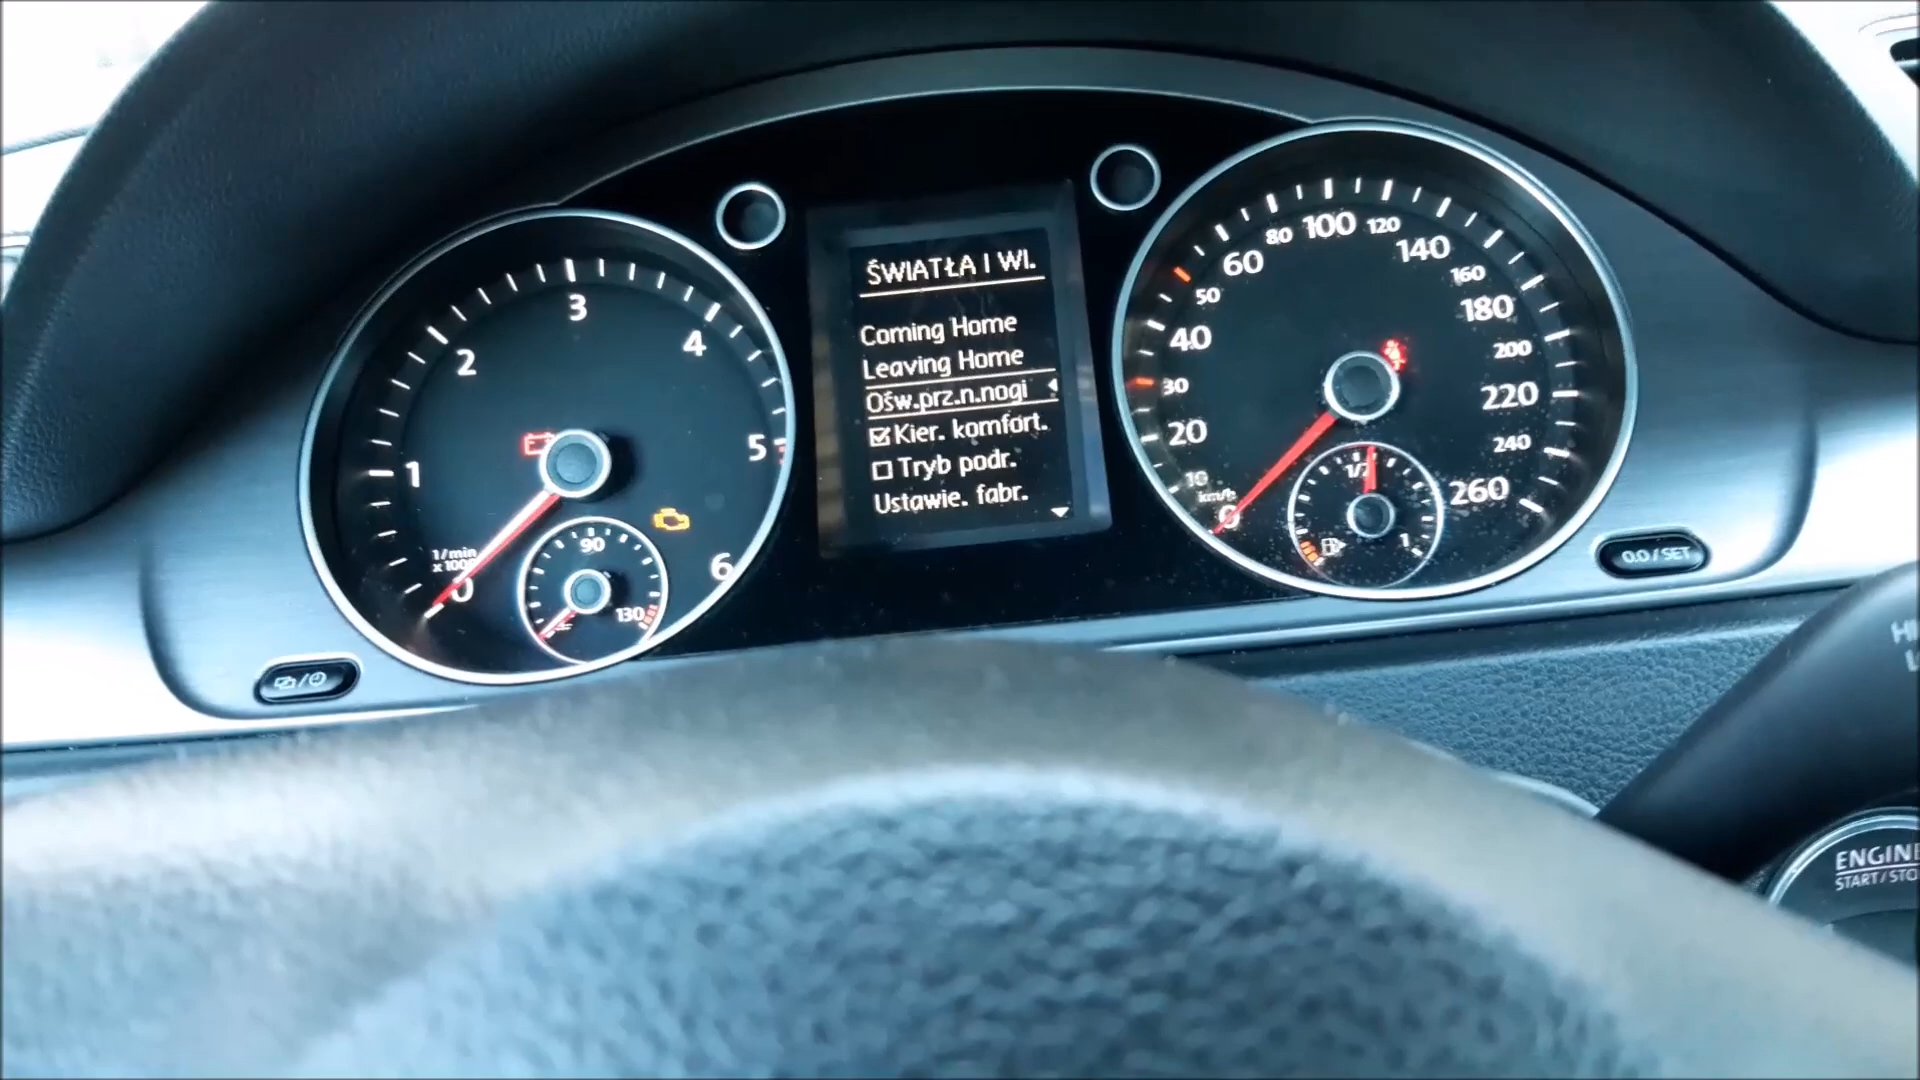 ŚWIATŁA I WI.
Coming Home
Leaving Home
Ośw.prz.n.nogi
Kier. komfort.
Tryb podr.
Ustawie. fabr.
0
1
2
3
4
5
6
1/min
x 1000
90
130
0
10
20
30
40
50
60
80
100
120
140
160
180
200
220
240
260
km/h
1/2
1
0.0 / SET
ENGINE
START/STO